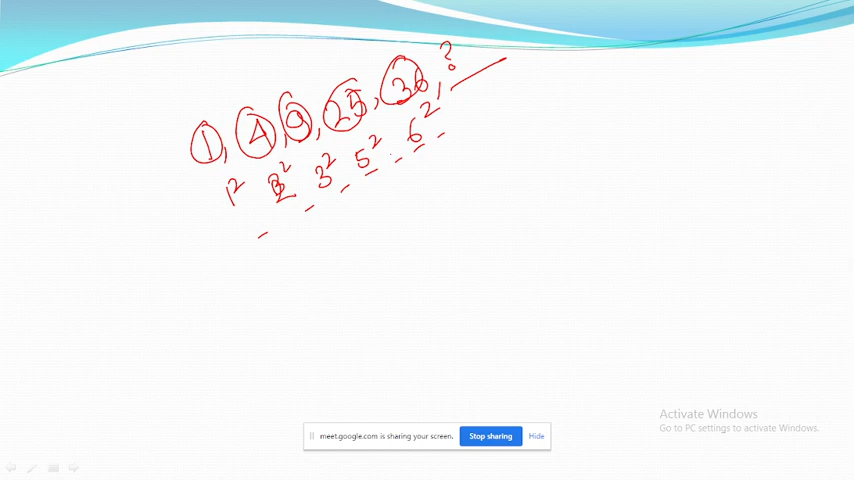 1, 4, 9, 25, 36, ?
1² 2² 3² 5² 6²
Activate Windows
Go to PC settings to activate Windows.
meet.google.com is sharing your screen. Stop sharing Hide